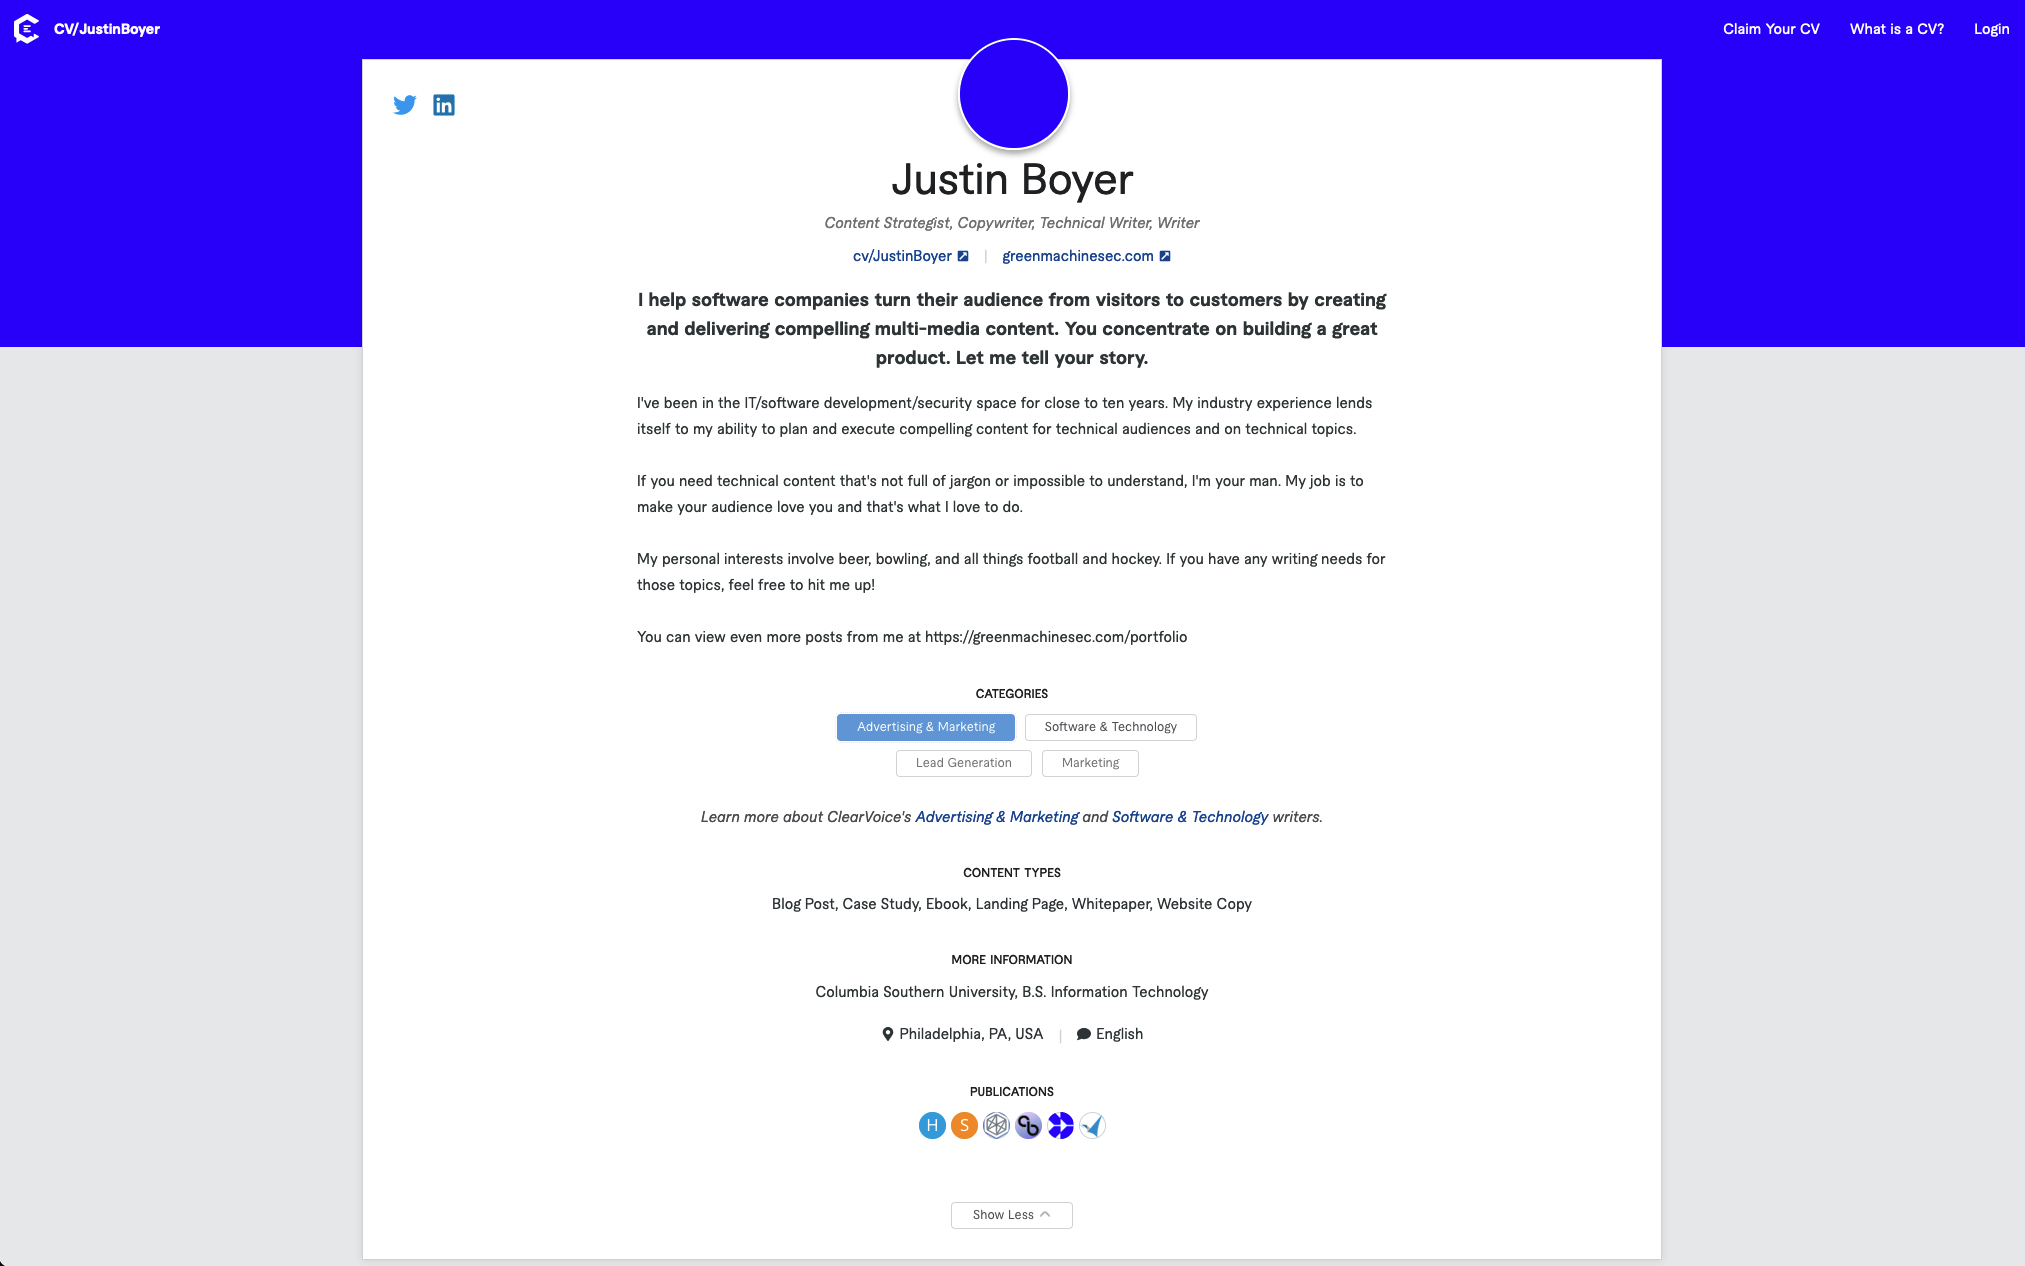 CV/JustinBoyer
Claim Your CV
What is a CV?
Login
in
Justin Boyer
Content Strategist, Copywriter, Technical Writer, Writer
cv/JustinBoyer | greenmachinesec.com
I help software companies turn their audience from visitors to customers by creating
and delivering compelling multi-media content. You concentrate on building a great
product. Let me tell your story.
I've been in the IT/software development/security space for close to ten years. My industry experience lends
itself to my ability to plan and execute compelling content for technical audiences and on technical topics.
If you need technical content that's not full of jargon or impossible to understand, I'm your man. My job is to
make your audience love you and that's what I love to do.
My personal interests involve beer, bowling, and all things football and hockey. If you have any writing needs for
those topics, feel free to hit me up!
You can view even more posts from me at https://greenmachinesec.com/portfolio
CATEGORIES
Advertising & Marketing
Software & Technology
Lead Generation
Marketing
Learn more about ClearVoice's Advertising & Marketing and Software & Technology writers.
CONTENT TYPES
Blog Post, Case Study, Ebook, Landing Page, Whitepaper, Website Copy
MORE INFORMATION
Columbia Southern University, B.S. Information Technology
Philadelphia, PA, USA | English
PUBLICATIONS
H
S
cb
Show Less